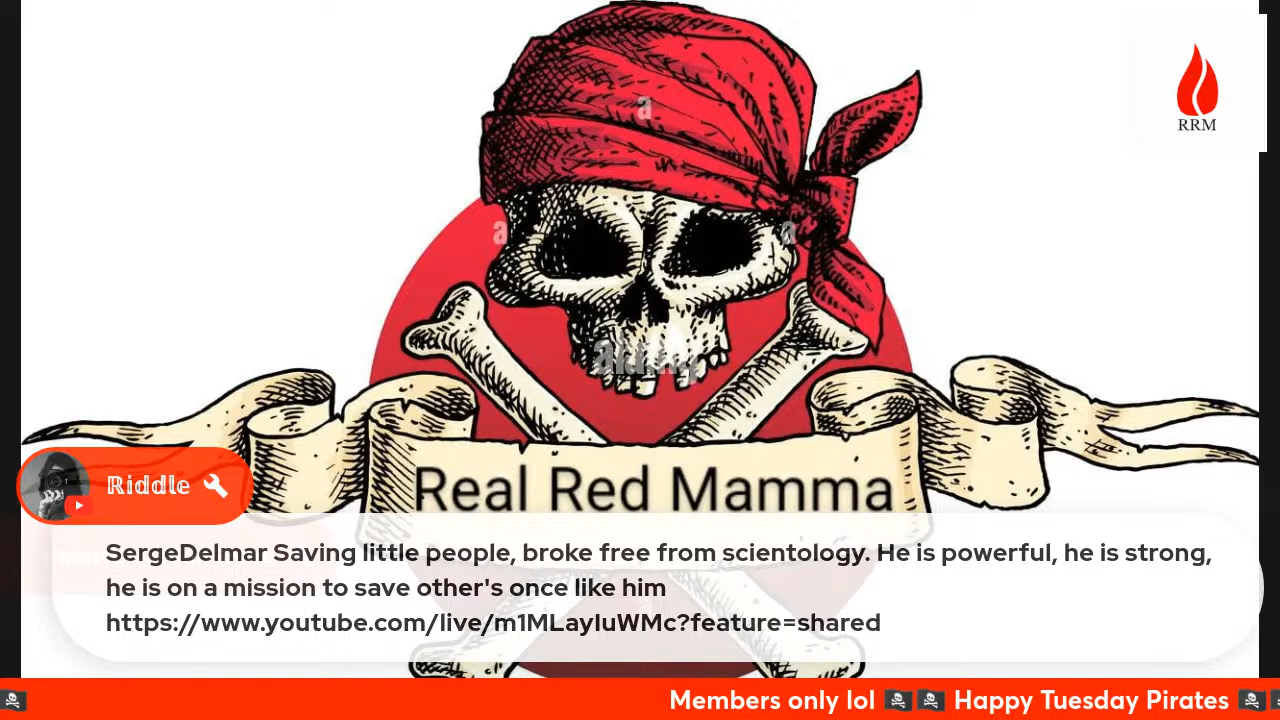 RRM
a
a
a
alamy
Real Red Mamma
Riddle
SergeDelmar Saving little people, broke free from scientology. He is powerful, he is strong,
he is on a mission to save other's once like him
https://www.youtube.com/live/m1MLayIuWMc?feature=shared
Members only lol 🏴‍☠️🏴‍☠️ Happy Tuesday Pirates 🏴‍☠️